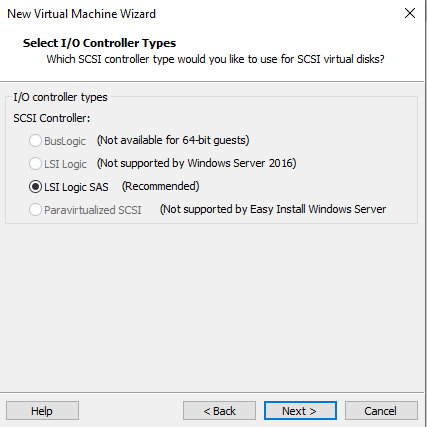 New Virtual Machine Wizard
Select I/O Controller Types
Which SCSI controller type would you like to use for SCSI virtual disks?
I/O controller types
SCSI Controller:
BusLogic (Not available for 64-bit guests)
LSI Logic (Not supported by Windows Server 2016)
LSI Logic SAS (Recommended)
Paravirtualized SCSI (Not supported by Easy Install Windows Server
Help < Back Next > Cancel